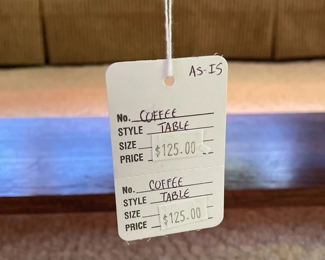 AS-IS
No. COFFEE
STYLE TABLE
SIZE
PRICE $125.00
No. COFFEE
STYLE TABLE
SIZE
PRICE $125.00